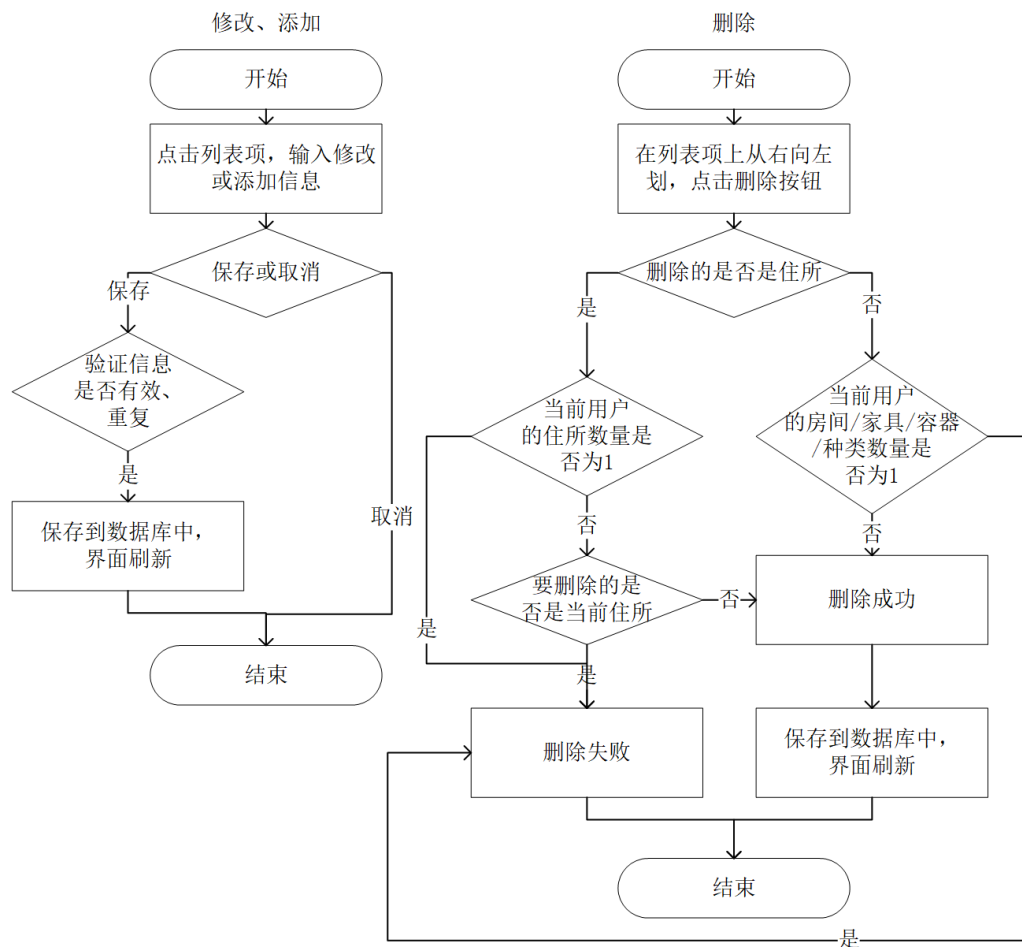 修改、添加
开始
点击列表项，输入修改
或添加信息
保存或取消
保存
验证信息
是否有效、
重复
是
取消
保存到数据库中，
界面刷新
结束
删除
开始
在列表项上从右向左
划，点击删除按钮
删除的是否是住所
是
否
当前用户
的住所数量是
否为1
当前用户
的房间/家具/容器
/种类数量是
否为1
否
否
要删除的是
否是当前住所
否
删除成功
是
是
删除失败
保存到数据库中，
界面刷新
结束
是